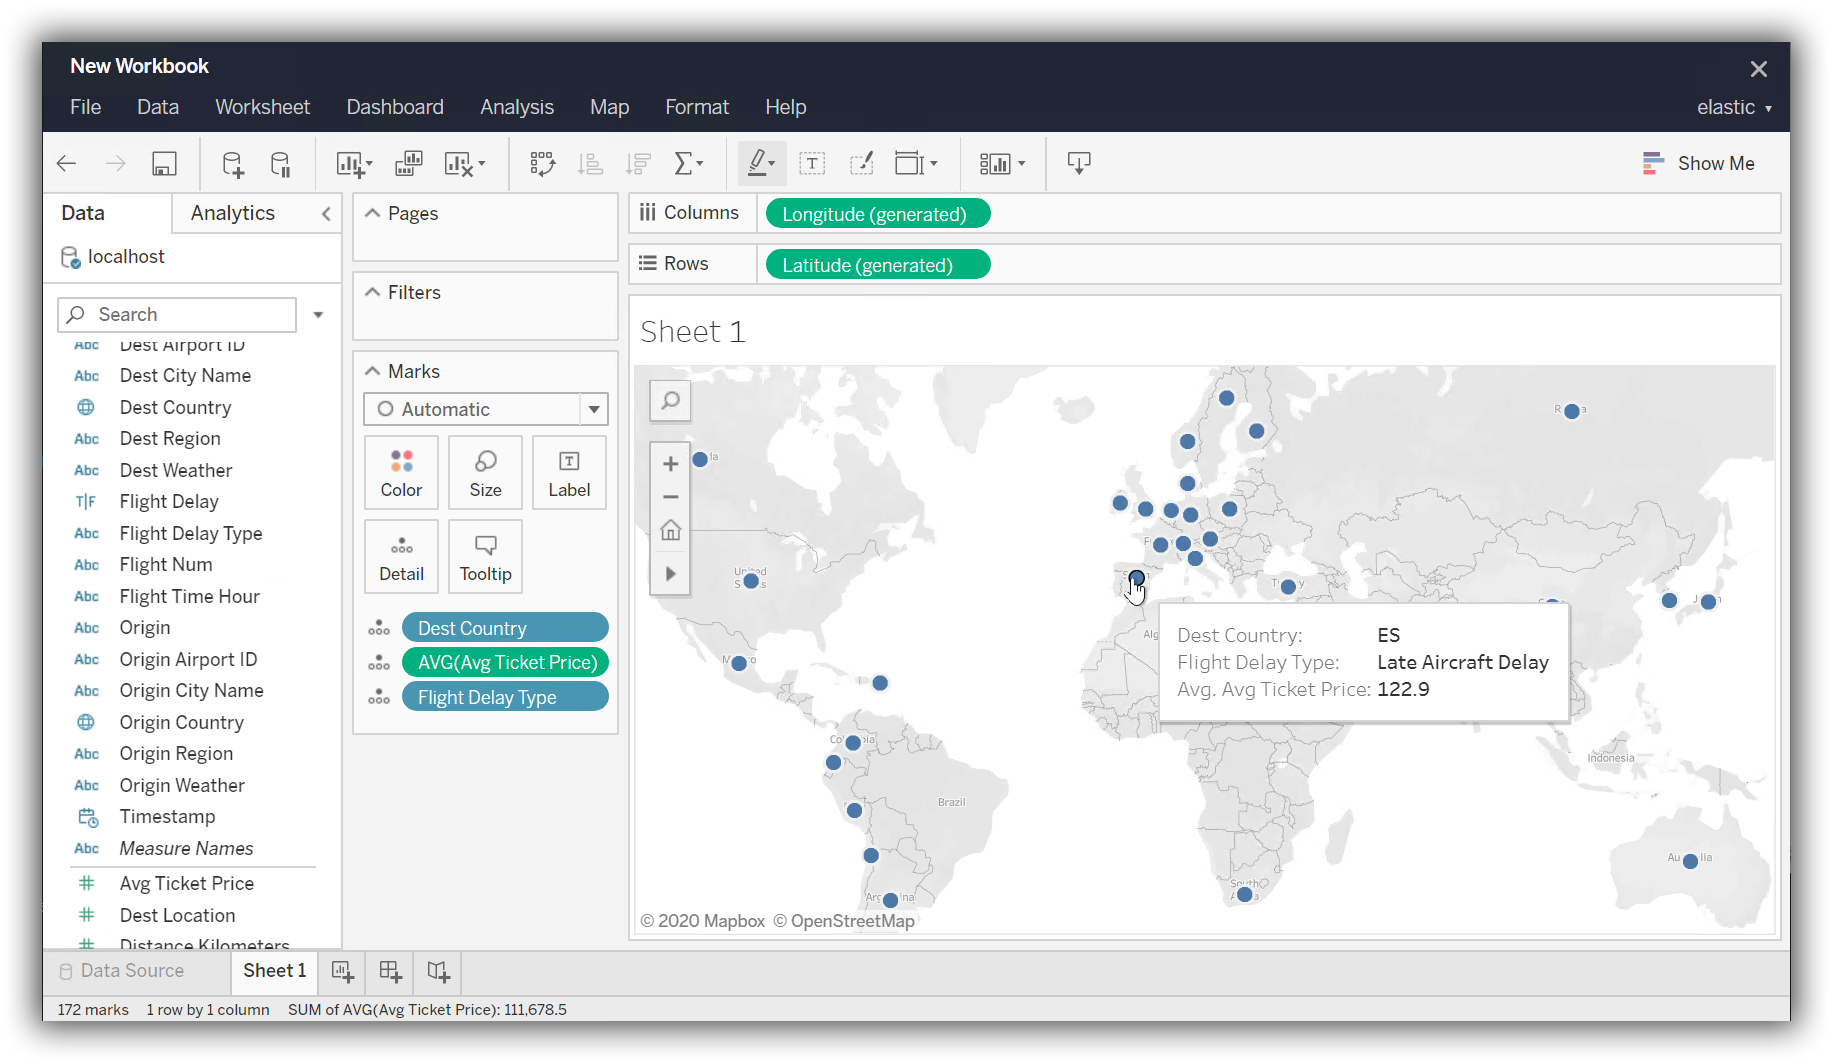 New Workbook
File Data Worksheet Dashboard Analysis Map Format Help
elastic
Show Me
Data Analytics
localhost
Search
Dest Airport ID
Abc Dest City Name
Dest Country
Abc Dest Region
Abc Dest Weather
T|F Flight Delay
Abc Flight Delay Type
Abc Flight Num
Abc Flight Time Hour
Abc Origin
Abc Origin Airport ID
Abc Origin City Name
Origin Country
Abc Origin Region
Abc Origin Weather
Timestamp
Abc Measure Names
# Avg Ticket Price
# Dest Location
# Distance Kilometers
Pages
Filters
Marks
Automatic
Color Size Label
Detail Tooltip
Dest Country
AVG(Avg Ticket Price)
Flight Delay Type
Columns Longitude (generated)
Rows Latitude (generated)
Sheet 1
United
Brazil
Indonesia
South
Dest Country: ES
Flight Delay Type: Late Aircraft Delay
Avg. Avg Ticket Price: 122.9
© 2020 Mapbox © OpenStreetMap
Data Source Sheet 1
172 marks 1 row by 1 column SUM of AVG(Avg Ticket Price): 111,678.5